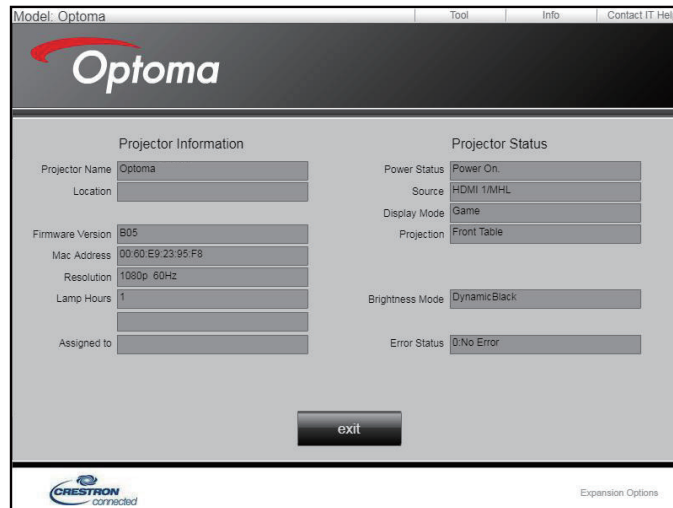 Model: Optoma
Tool Info Contact IT Hel
Optoma
Projector Information
Projector Name Optoma
Location
Firmware Version B05
Mac Address 00:60:E9:23:95:F8
Resolution 1080p 60Hz
Lamp Hours 1
Assigned to
Projector Status
Power Status Power On.
Source HDMI 1/MHL
Display Mode Game
Projection Front Table
Brightness Mode DynamicBlack
Error Status 0:No Error
exit
CRESTRON
connected
Expansion Options